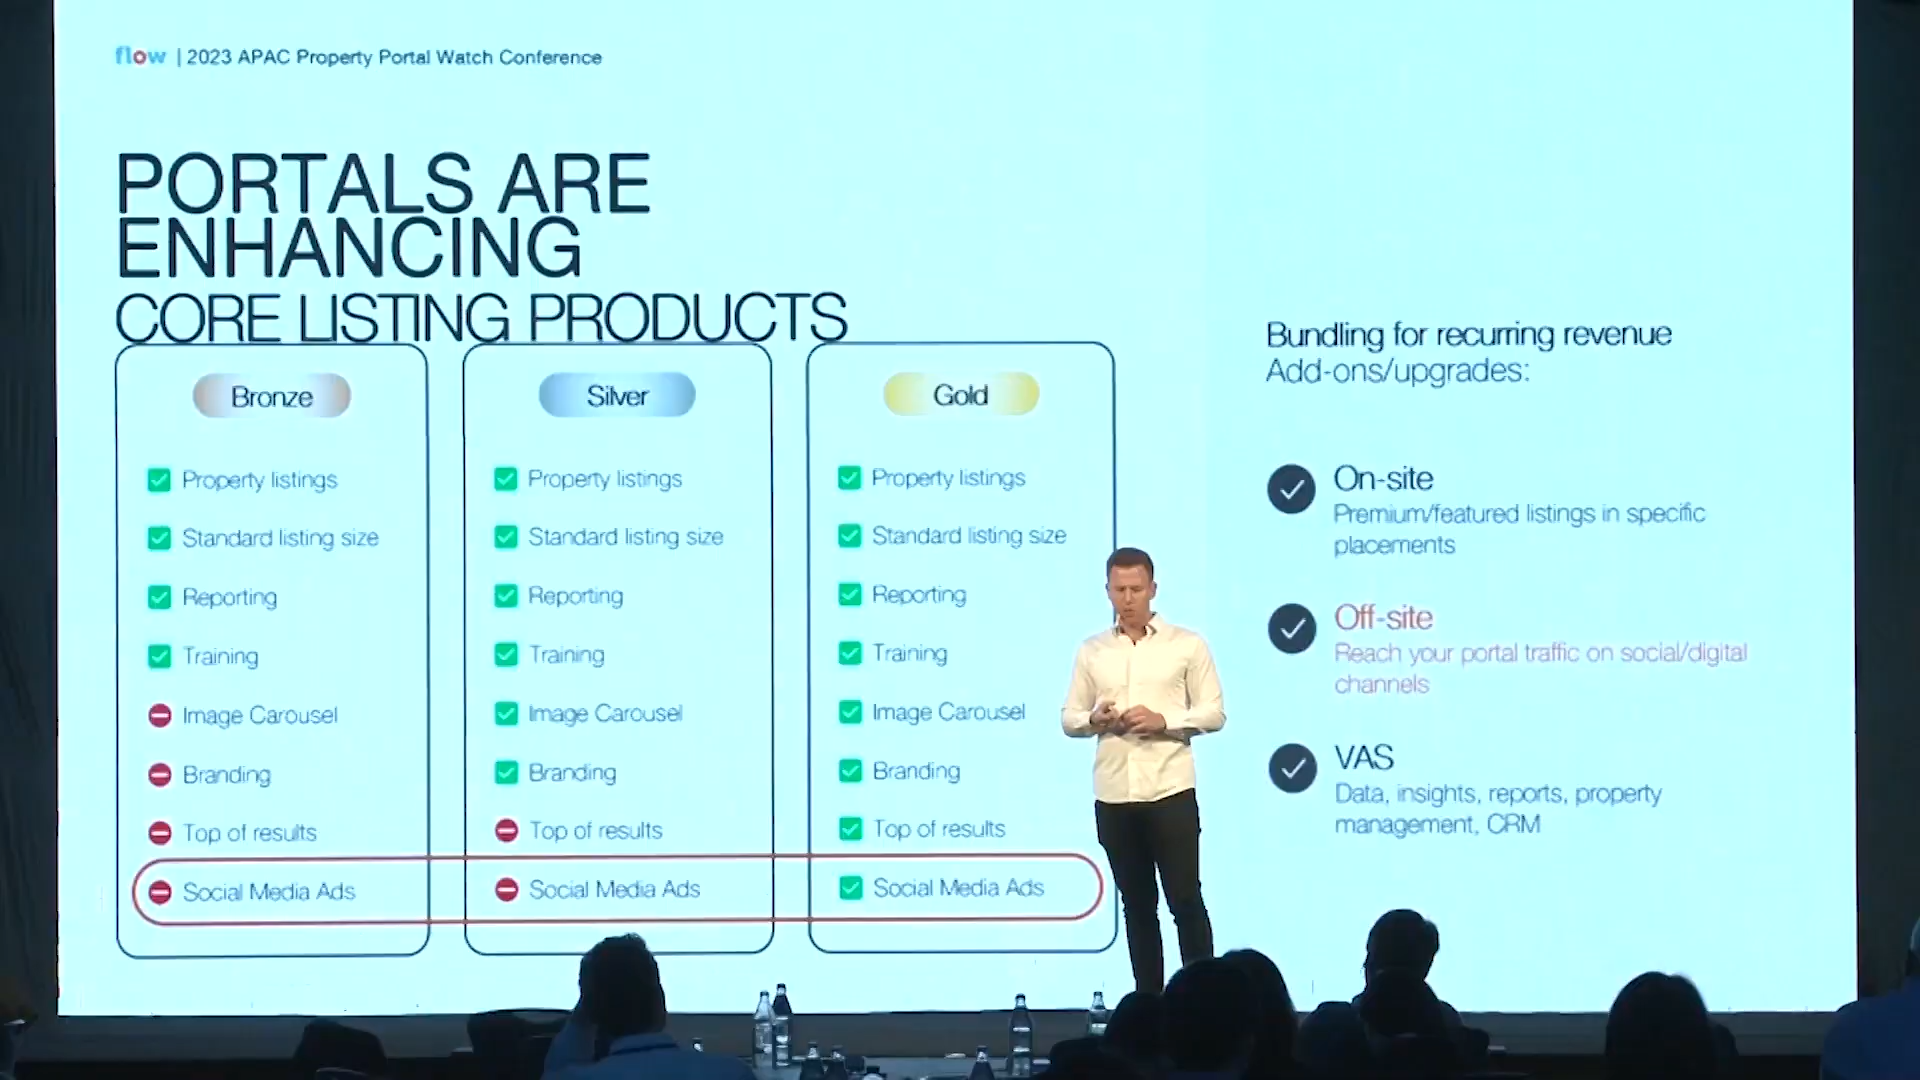 flow | 2023 APAC Property Portal Watch Conference
PORTALS ARE
ENHANCING
CORE LISTING PRODUCTS
Bronze
Property listings
Standard listing size
Reporting
Training
Image Carousel
Branding
Top of results
Social Media Ads
Silver
Property listings
Standard listing size
Reporting
Training
Image Carousel
Branding
Top of results
Social Media Ads
Gold
Property listings
Standard listing size
Reporting
Training
Image Carousel
Branding
Top of results
Social Media Ads
Bundling for recurring revenue
Add-ons/upgrades:
On-site
Premium/featured listings in specific
placements
Off-site
Reach your portal traffic on social/digital
channels
VAS
Data, insights, reports, property
management, CRM